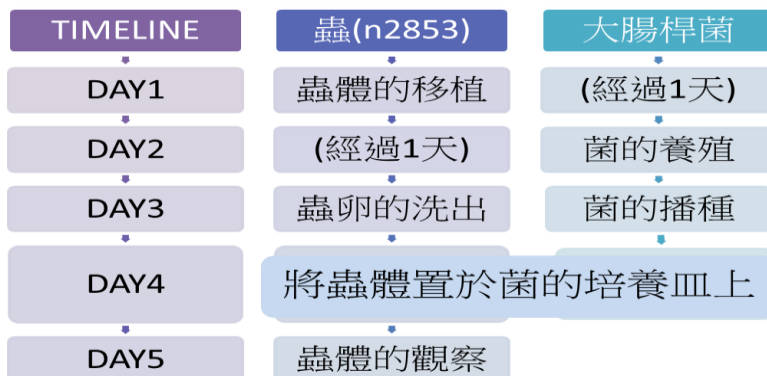 TIMELINE 蟲(n2853) 大腸桿菌
DAY1 蟲體的移植 (經過1天)
DAY2 (經過1天) 菌的養殖
DAY3 蟲卵的洗出 菌的播種
DAY4 將蟲體置於菌的培養皿上
DAY5 蟲體的觀察